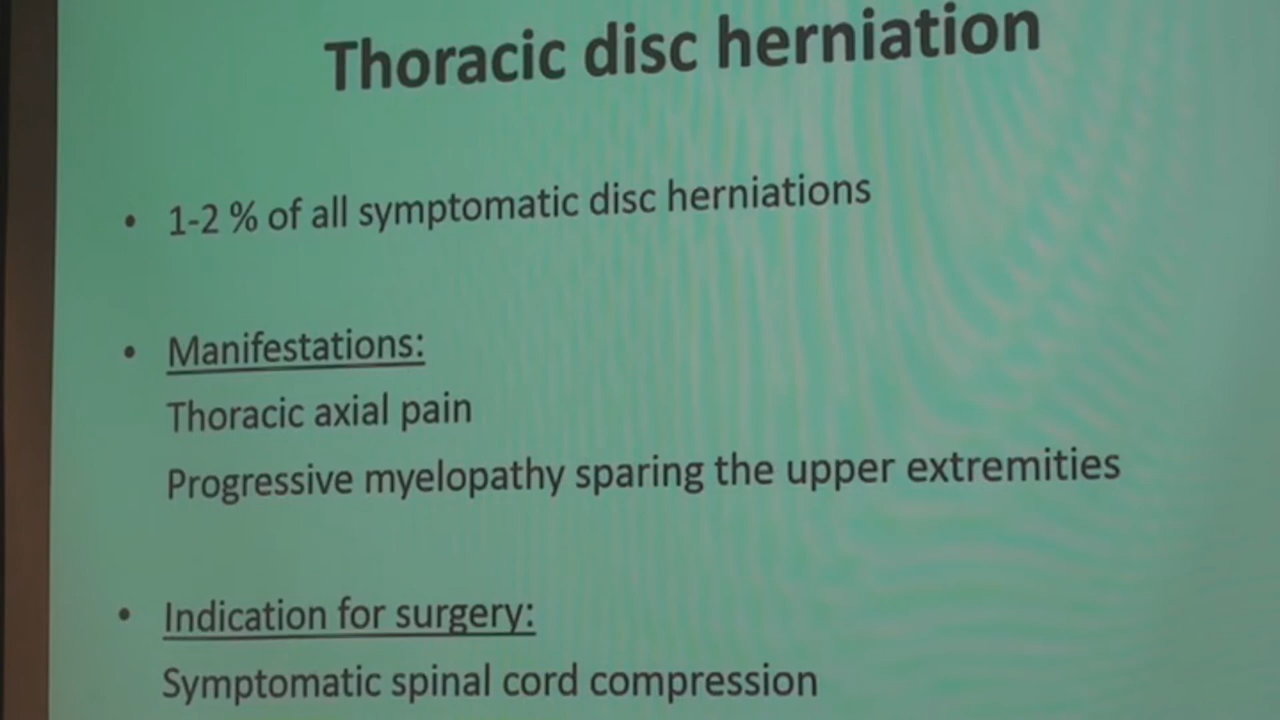 Thoracic disc herniation
• 1-2 % of all symptomatic disc herniations
• Manifestations:
Thoracic axial pain
Progressive myelopathy sparing the upper extremities
• Indication for surgery:
Symptomatic spinal cord compression